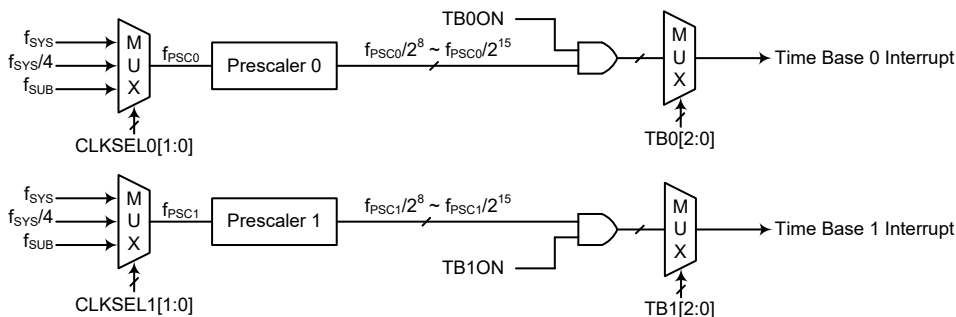 TB0ON
fSYS
fSYS/4
fSUB
M
U
X
fPSC0
Prescaler 0
fPSC0/2^8 ~ fPSC0/2^15
M
U
X
Time Base 0 Interrupt
CLKSEL0[1:0]
TB0[2:0]
fSYS
fSYS/4
fSUB
M
U
X
fPSC1
Prescaler 1
fPSC1/2^8 ~ fPSC1/2^15
M
U
X
Time Base 1 Interrupt
TB1ON
CLKSEL1[1:0]
TB1[2:0]